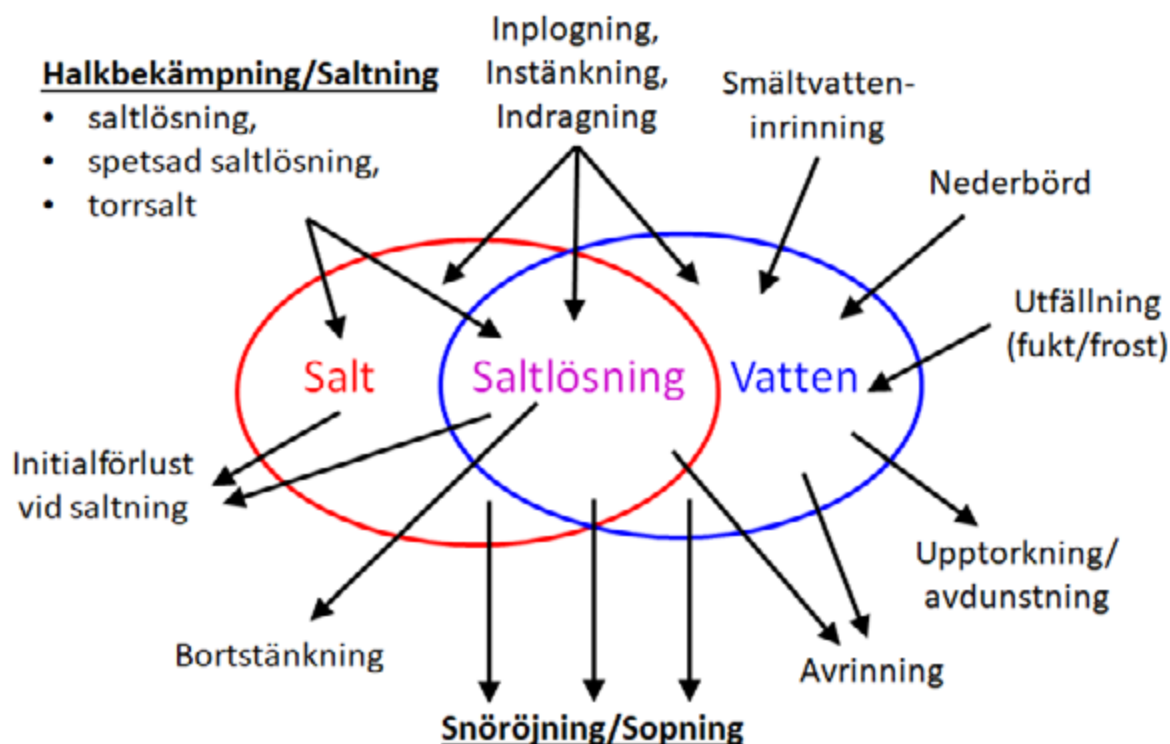 Halkbekämpning/Saltning
• saltlösning,
• spetsad saltlösning,
• torrsalt
Inplogning,
Instänkning,
Indragning
Smältvatten-
inrinning
Nederbörd
Utfällning
(fukt/frost)
Salt
Saltlösning
Vatten
Initialförlust
vid saltning
Bortstänkning
Snöröjning/Sopning
Avrinning
Upptorkning/
avdunstning